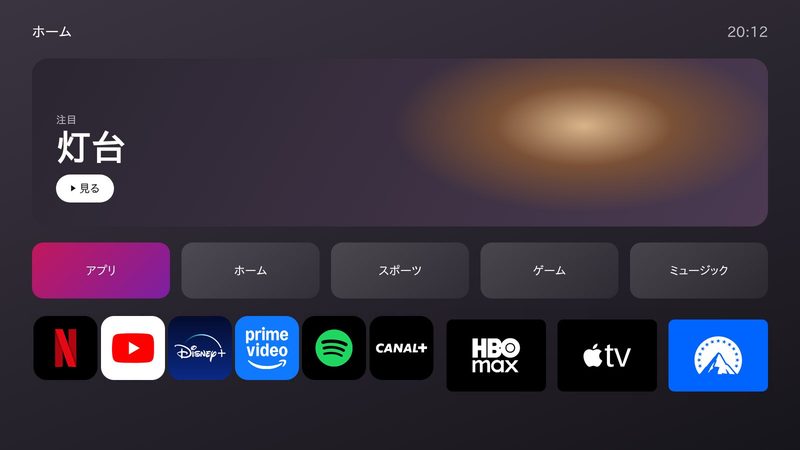 ホーム
20:12
注目
灯台
見る
アプリ
ホーム
スポーツ
ゲーム
ミュージック
N
Disney+
prime
video
CANAL+
HBO
max
tv